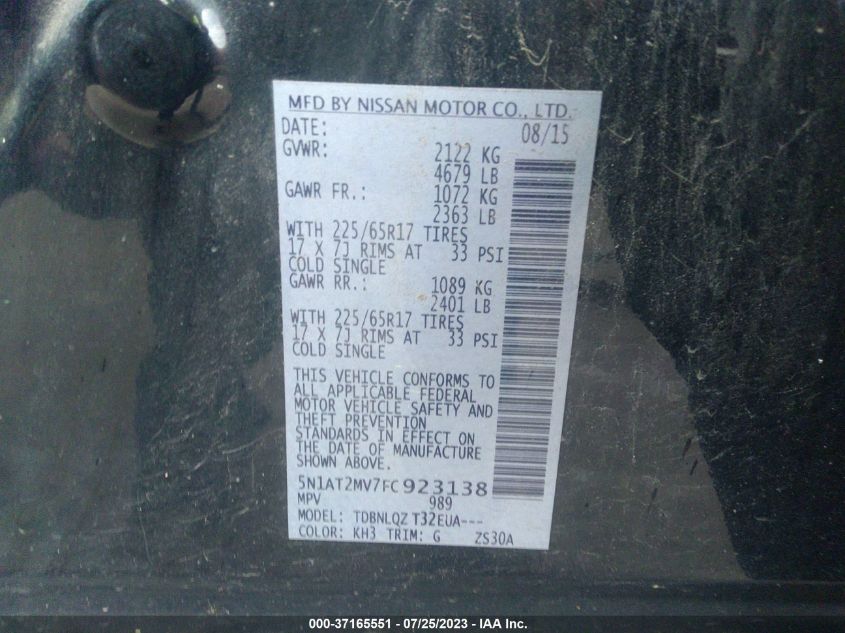 MFD BY NISSAN MOTOR CO., LTD.
DATE: 08/15
GVWR: 2122 KG
4679 LB
GAWR FR.: 1072 KG
2363 LB
WITH 225/65R17 TIRES
17 X 7J RIMS AT 33 PSI
COLD SINGLE
GAWR RR.: 1089 KG
2401 LB
WITH 225/65R17 TIRES
17 X 7J RIMS AT 33 PSI
COLD SINGLE
THIS VEHICLE CONFORMS TO
ALL APPLICABLE FEDERAL
MOTOR VEHICLE SAFETY AND
THEFT PREVENTION
STANDARDS IN EFFECT ON
THE DATE OF MANUFACTURE
SHOWN ABOVE.
5N1AT2MV7FC923138
MPV 989
MODEL: TDBNLQZ T32EUA---
COLOR: KH3 TRIM: G ZS30A
000-37165551 / 07/25/2023 - IAA Inc.